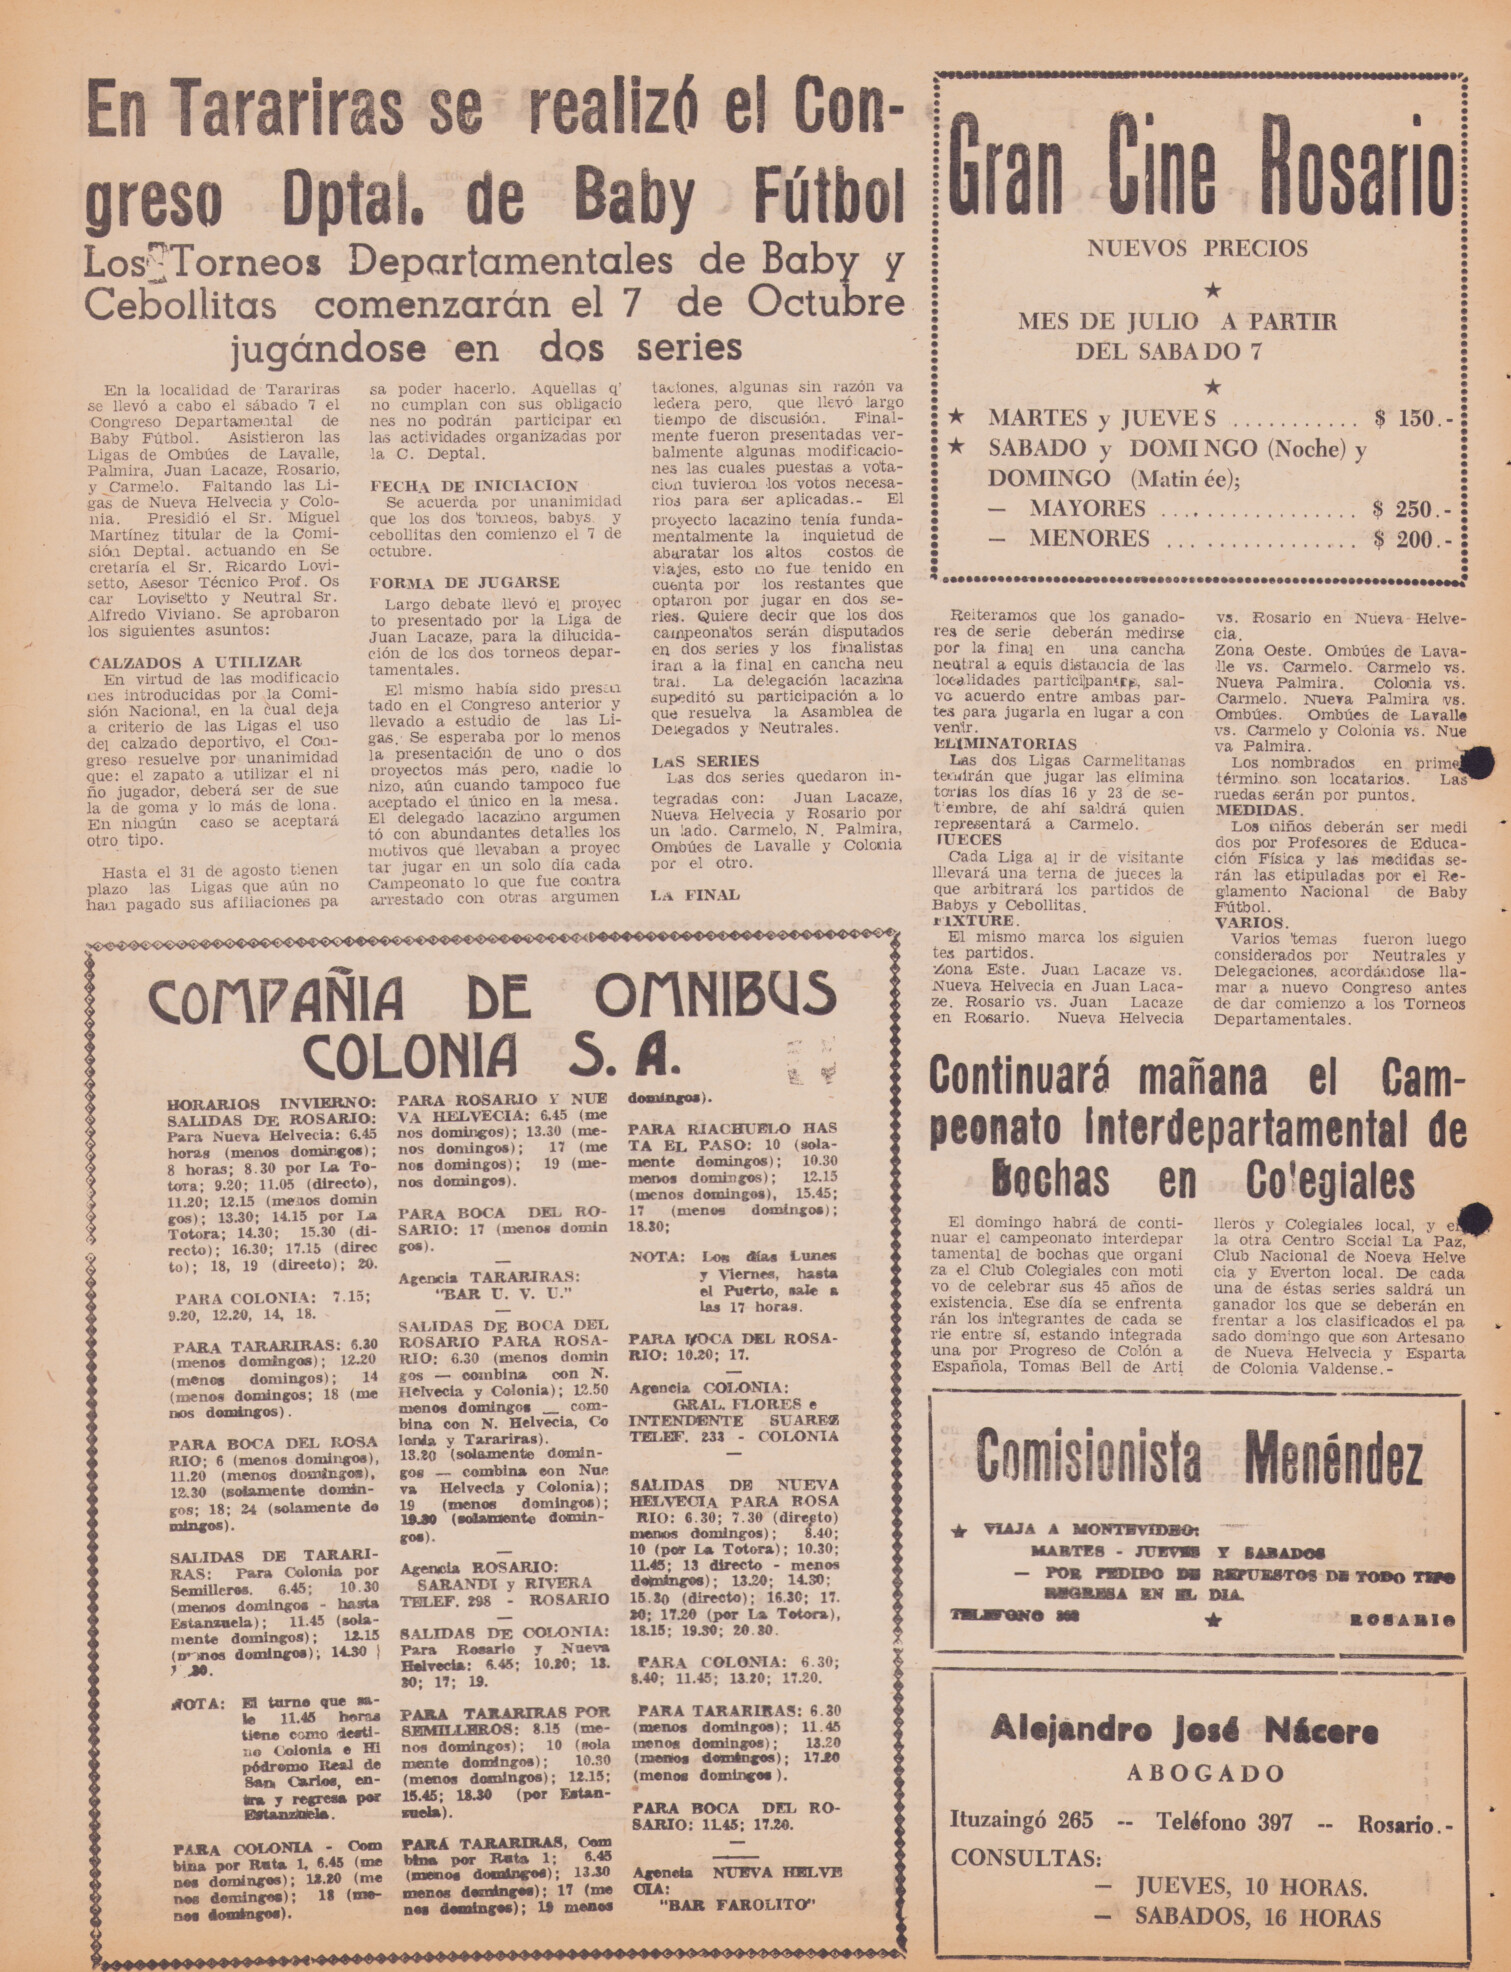 En Tarariras se realizó el Con-
greso Dptal. de Baby Fútbol
Los Torneos Departamentales de Baby y
Cebollitas comenzarán el 7 de Octubre
jugándose en dos series
En la localidad de Tarariras
se llevó a cabo el sábado 7 el
Congreso Departamental de
Baby Fútbol. Asistieron las
Ligas de Ombúes de Lavalle,
Palmira, Juan Lacaze, Rosario,
y Carmelo. Faltando las Li-
gas de Nueva Helvecia y Colo-
nia. Presidió el Sr. Miguel
Martínez titular de la Comi-
sión Deptal. actuando en Se
cretaría el Sr. Ricardo Lovi-
setto, Asesor Técnico Prof. Os
car Lovisetto y Neutral Sr.
Alfredo Viviano. Se aprobaron
los siguientes asuntos:
CALZADOS A UTILIZAR
En virtud de las modificacio
nes introducidas por la Comi-
sión Nacional, en la cual deja
a criterio de las Ligas el uso
del calzado deportivo, el Con-
greso resuelve por unanimidad
que: el zapato a utilizar el ni
ño jugador, deberá ser de sue
la de goma y lo más de lona.
En ningún caso se aceptará
otro tipo.
Hasta el 31 de agosto tienen
plazo las Ligas que aún no
han pagado sus afiliaciones pa
sa poder hacerlo. Aquellas q'
no cumplan con sus obligacio
nes no podrán participar en
las actividades organizadas por
la C. Deptal.
FECHA DE INICIACION
Se acuerda por unanimidad
que los dos torneos, babys y
cebollitas den comienzo el 7 de
octubre.
FORMA DE JUGARSE
Largo debate llevó el proyec
to presentado por la Liga de
Juan Lacaze, para la dilucida-
ción de los dos torneos depar-
tamentales.
El mismo había sido presen
tado en el Congreso anterior y
llevado a estudio de las Li-
gas. Se esperaba por lo menos
la presentación de uno o dos
proyectos más pero, nadie lo
nizo, aún cuando tampoco fue
aceptado el único en la mesa.
El delegado lacazino argumen
tó con abundantes detalles los
motivos que llevaban a proyec
tar jugar en un solo día cada
Campeonato lo que fue contra
arrestado con otras argumen
taciones, algunas sin razón va
ledera pero, que llevó largo
tiempo de discusión. Final-
mente fueron presentadas ver-
balmente algunas modificacio-
nes las cuales puestas a vota-
cion tuvieron los votos necesa-
rios para ser aplicadas.- El
proyecto lacazino tenía funda-
mentalmente la inquietud de
abaratar los altos costos de
viajes, esto no fue tenido en
cuenta por los restantes que
optaron por jugar en dos se-
ries. Quiere decir que los dos
campeonatos serán disputados
en dos series y los finalistas
iran a la final en cancha neu
tral. La delegación lacazina
supeditó su participación a lo
que resuelva la Asamblea de
Delegados y Neutrales.
LAS SERIES
Las dos series quedaron in-
tegradas con: Juan Lacaze,
Nueva Helvecia y Rosario por
un lado. Carmelo, N. Palmira,
Ombúes de Lavalle y Colonia
por el otro.
LA FINAL
Gran Cine Rosario
NUEVOS PRECIOS
★
MES DE JULIO A PARTIR
DEL SABADO 7
★
★ MARTES y JUEVES ........... $ 150.-
★ SABADO y DOMINGO (Noche) y
DOMINGO (Matin ée);
— MAYORES ................ $ 250.-
— MENORES ............... $ 200.-
Reiteramos que los ganado-
res de serie deberán medirse
por la final en una cancha
neutral a equis distancia de las
localidades participantes, sal-
vo acuerdo entre ambas par-
tes para jugarla en lugar a con
venir.
ELIMINATORIAS
Las dos Ligas Carmelitanas
tendrán que jugar las elimina
torias los días 16 y 23 de se-
tiembre, de ahí saldrá quien
representará a Carmelo.
JUECES
Cada Liga al ir de visitante
lllevará una terna de jueces la
que arbitrará los partidos de
Babys y Cebollitas.
FIXTURE.
El mismo marca los siguien
tes partidos.
Zona Este. Juan Lacaze vs.
Nueva Helvecia en Juan Laca-
ze. Rosario vs. Juan Lacaze
en Rosario. Nueva Helvecia
vs. Rosario en Nueva Helve-
cia.
Zona Oeste. Ombúes de Lava-
lle vs. Carmelo. Carmelo vs.
Nueva Palmira. Colonia vs.
Carmelo. Nueva Palmira vs.
Ombúes. Ombúes de Lavalle
vs. Carmelo y Colonia vs. Nue
va Palmira.
Los nombrados en primer
término son locatarios. Las
ruedas serán por puntos.
MEDIDAS.
Los niños deberán ser medi
dos por Profesores de Educa-
ción Física y las medidas se-
rán las etipuladas por el Re-
glamento Nacional de Baby
Fútbol.
VARIOS.
Varios temas fueron luego
considerados por Neutrales y
Delegaciones, acordándose lla-
mar a nuevo Congreso antes
de dar comienzo a los Torneos
Departamentales.
COMPAÑIA DE OMNIBUS
COLONIA S. A.
HORARIOS INVIERNO:
SALIDAS DE ROSARIO:
Para Nueva Helvecia: 6.45
horas (menos domingos);
8 horas; 8.30 por La To-
tora; 9.20; 11.05 (directo),
11.20; 12.15 (menos domin
gos); 13.30; 14.15 por La
Totora; 14.30; 15.30 (di-
recto); 16.30; 17.15 (direc
to); 18, 19 (directo); 20.
PARA COLONIA: 7.15;
9.20, 12.20, 14, 18.
PARA TARARIRAS: 6.30
(menos domingos); 12.20
(menos domingos); 14
(menos domingos; 18 (me
nos domingos).
PARA BOCA DEL ROSA
RIO; 6 (menos domingos),
11.20 (menos domingos),
12.30 (solamente domin-
gos; 18; 24 (solamente do
mingos).
SALIDAS DE TARARI-
RAS: Para Colonia por
Semilleros. 6.45; 10.30
(menos domingos - hasta
Estanzuela); 11.45 (sola-
mente domingos); 12.15
(menos domingos); 14.30
NOTA: El turno que sa-
le 11.45 horas
tiene como desti-
no Colonia e Hi
pódromo Real de
San Carlos, en-
tra y regresa por
Estanzuela.
PARA COLONIA - Com
bina por Ruta 1, 6.45 (me
nos domingos); 12.20 (me
nos domingos); 18 (me-
nos domingos).
PARA ROSARIO Y NUE
VA HELVECIA: 6.45 (me
nos domingos); 13.30 (me-
nos domingos); 17 (me
nos domingos); 19 (me-
nos domingos).
PARA BOCA DEL RO-
SARIO: 17 (menos domin
gos).
—
Agencia TARARIRAS:
"BAR U. V. U."
—
SALIDAS DE BOCA DEL
ROSARIO PARA ROSA-
RIO: 6.30 (menos domin
gos — combina con N.
Helvecia y Colonia); 12.50
menos domingos — com-
bina con N. Helvecia, Co
lonia y Tarariras).
13.20 (solamente domin-
gos — combina con Nue
va Helvecia y Colonia);
19 (menos domingos);
19.30 (solamente domin-
gos).
—
Agencia ROSARIO:
SARANDI y RIVERA
TELEF. 298 - ROSARIO
—
SALIDAS DE COLONIA:
Para Rosario y Nueva
Helvecia: 6.45; 10.20; 13.
30; 17; 19.
PARA TARARIRAS POR
SEMILLEROS: 8.15 (me-
nos domingos); 10 (sola
mente domingos); 10.30
(menos domingos); 12.15;
15.45; 18.30 (por Estan-
zuela).
PARA TARARIRAS, Com
bina por Ruta 1; 6.45
(menos domingos); 13.30
menos domingos); 17 (me
nos domingos); 19 menos
domingos).
PARA RIACHUELO HAS
TA EL PASO: 10 (sola-
mente domingos); 10.30
menos domingos); 12.15
(menos domingos), 15.45;
17 (menos domingos);
18.30;
NOTA: Los días Lunes
y Viernes, hasta
el Puerto, sale a
las 17 horas.
PARA BOCA DEL ROSA-
RIO: 10.20; 17.
—
Agencia COLONIA:
GRAL. FLORES e
INTENDENTE SUAREZ
TELEF. 233 - COLONIA
—
SALIDAS DE NUEVA
HELVECIA PARA ROSA
RIO: 6.30; 7.30 (directo)
menos domingos); 8.40;
10 (por La Totora); 10.30;
11.45; 13 directo - menos
domingos); 13.20; 14.30;
15.30 (directo); 16.30; 17.
20; 17.20 (por La Totora),
18.15; 19.30; 20.30.
PARA COLONIA: 6.30;
8.40; 11.45; 13.20; 17.20.
PARA TARARIRAS: 6.30
(menos domingos); 11.45
menos domingos); 13.20
(menos domingos); 17.20
(menos domingos).
PARA BOCA DEL RO-
SARIO: 11.45; 17.20.
—
Agencia NUEVA HELVE
CIA:
"BAR FAROLITO"
Continuará mañana el Cam-
peonato Interdepartamental de
Bochas en Colegiales
El domingo habrá de conti-
nuar el campeonato interdepar
tamental de bochas que organi
za el Club Colegiales con moti
vo de celebrar sus 45 años de
existencia. Ese día se enfrenta
rán los integrantes de cada se
rie entre sí, estando integrada
una por Progreso de Colón a
Española, Tomas Bell de Arti
lleros y Colegiales local, y en
la otra Centro Social La Paz,
Club Nacional de Noeva Helve
cia y Everton local. De cada
una de éstas series saldrá un
ganador los que se deberán en
frentar a los clasificados el pa
sado domingo que son Artesano
de Nueva Helvecia y Esparta
de Colonia Valdense.-
Comisionista Menéndez
★ VIAJA A MONTEVIDEO:
MARTES - JUEVES Y SABADOS
— POR PEDIDO DE REPUESTOS DE TODO TIPO
REGRESA EN EL DIA.
TELEFONO ★ ROSARIO
Alejandro José Nácere
ABOGADO
Ituzaingó 265 -- Teléfono 397 -- Rosario.-
CONSULTAS:
— JUEVES, 10 HORAS.
— SABADOS, 16 HORAS